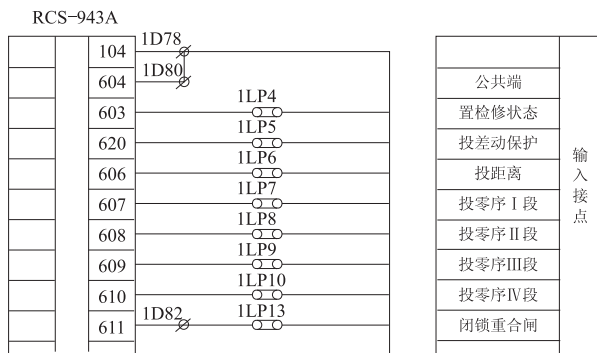 RCS-943A
104 1D78
604 1D80 公共端
603 1LP4 置检修状态
620 1LP5 投差动保护
606 1LP6 投距离
607 1LP7 投零序Ⅰ段
608 1LP8 投零序Ⅱ段
609 1LP9 投零序Ⅲ段
610 1LP10 投零序Ⅳ段
611 1D82 1LP13 闭锁重合闸
输入接点